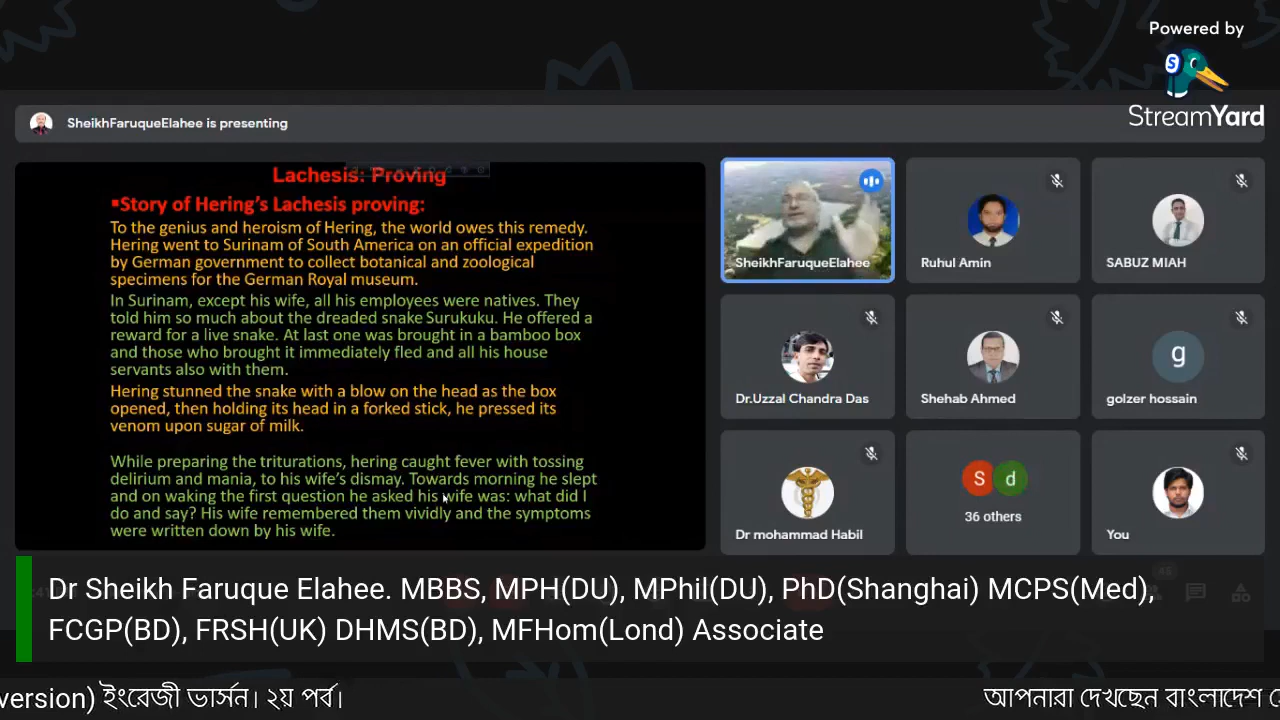 Powered by
StreamYard
SheikhFaruqueElahee is presenting
Lachesis: Proving
▪Story of Hering's Lachesis proving:
To the genius and heroism of Hering, the world owes this remedy.
Hering went to Surinam of South America on an official expedition
by German government to collect botanical and zoological
specimens for the German Royal museum.
In Surinam, except his wife, all his employees were natives. They
told him so much about the dreaded snake Surukuku. He offered a
reward for a live snake. At last one was brought in a bamboo box
and those who brought it immediately fled and all his house
servants also with them.
Hering stunned the snake with a blow on the head as the box
opened, then holding its head in a forked stick, he pressed its
venom upon sugar of milk.
While preparing the triturations, hering caught fever with tossing
delirium and mania, to his wife's dismay. Towards morning he slept
and on waking the first question he asked his wife was: what did I
do and say? His wife remembered them vividly and the symptoms
were written down by his wife.
SheikhFaruqueElahee
Ruhul Amin
SABUZ MIAH
Dr.Uzzal Chandra Das
Shehab Ahmed
g
golzer hossain
Dr mohammad Habil
S d
36 others
You
Dr Sheikh Faruque Elahee. MBBS, MPH(DU), MPhil(DU), PhD(Shanghai) MCPS(Med),
FCGP(BD), FRSH(UK) DHMS(BD), MFHom(Lond) Associate
version) ইংরেজী ভার্সন। ২য় পর্ব।
আপনারা দেখছেন বাংলাদেশ